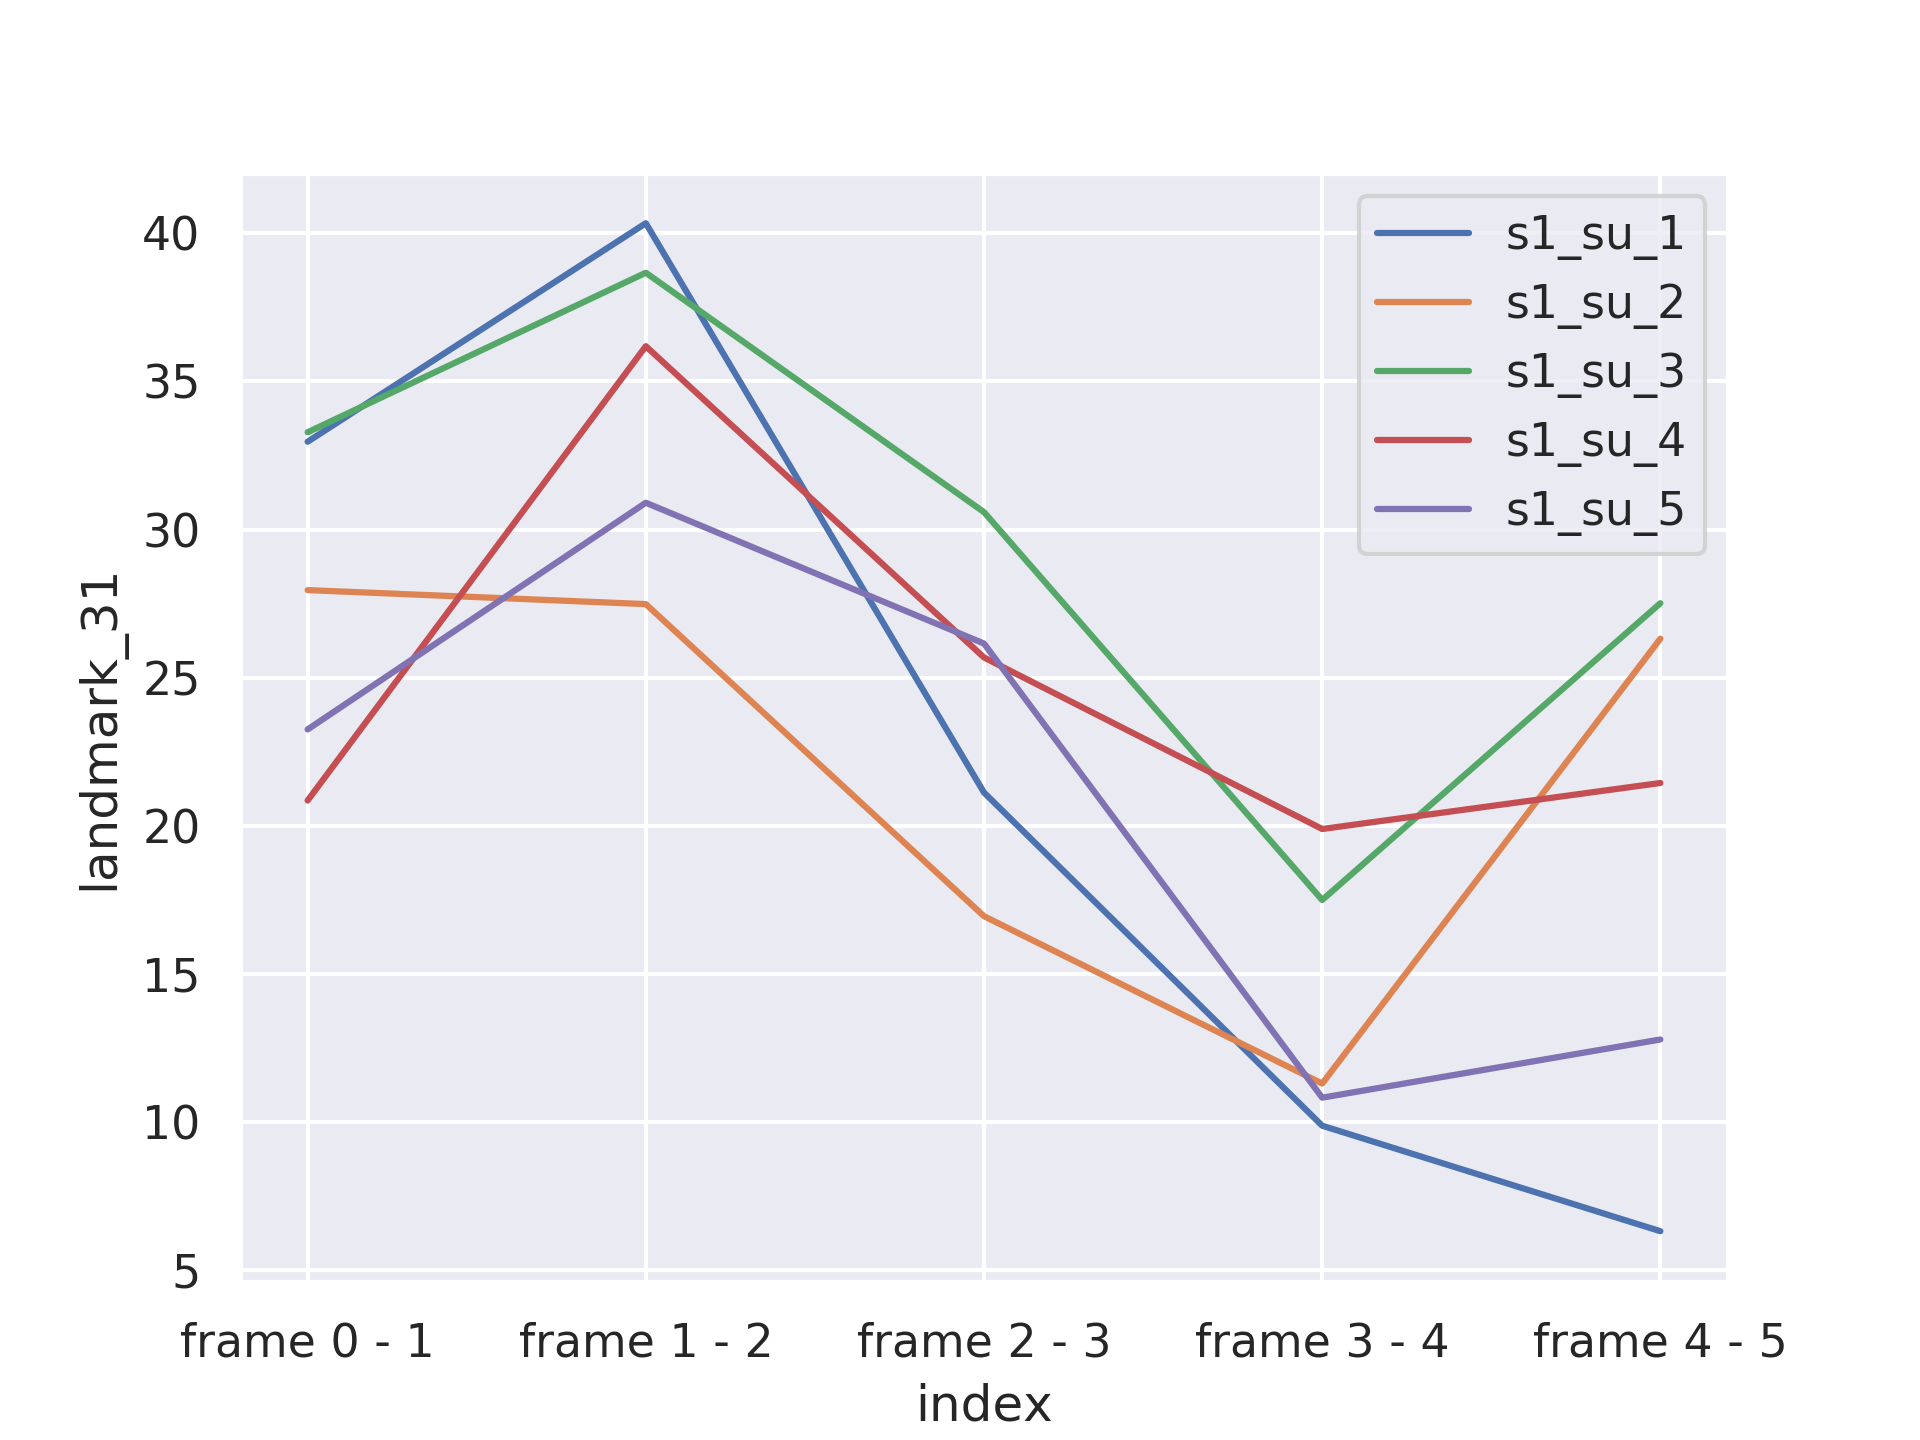 40
35
30
25
20
15
10
5
landmark_31
s1_su_1
s1_su_2
s1_su_3
s1_su_4
s1_su_5
frame 0 - 1
frame 1 - 2
frame 2 - 3
frame 3 - 4
frame 4 - 5
index